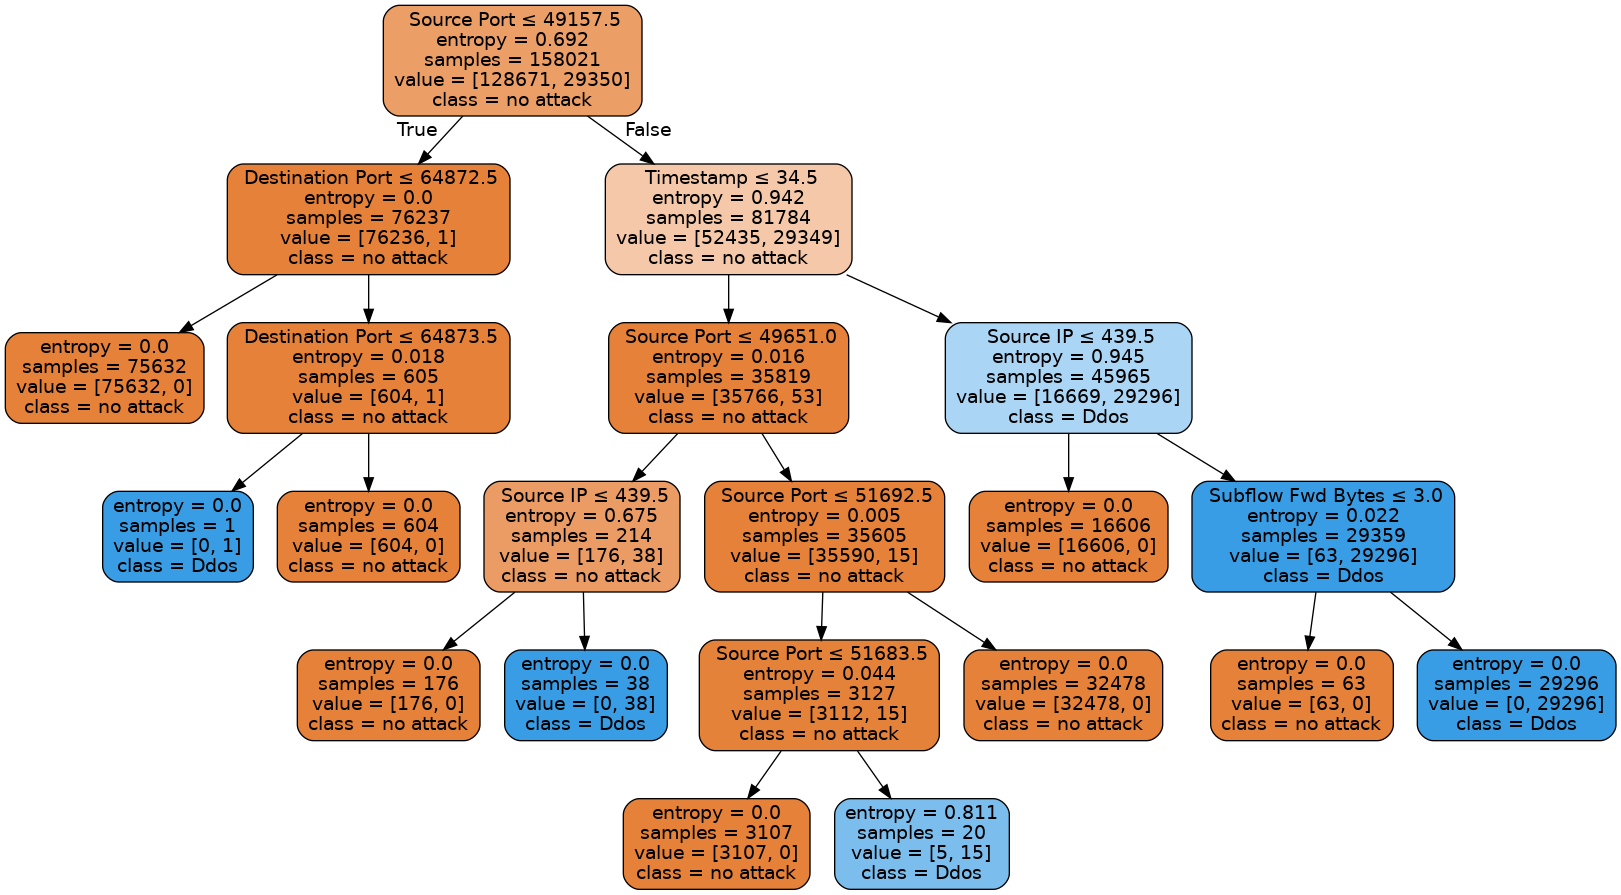 Source Port ≤ 49157.5
entropy = 0.692
samples = 158021
value = [128671, 29350]
class = no attack
True
False
Destination Port ≤ 64872.5
entropy = 0.0
samples = 76237
value = [76236, 1]
class = no attack
Timestamp ≤ 34.5
entropy = 0.942
samples = 81784
value = [52435, 29349]
class = no attack
entropy = 0.0
samples = 75632
value = [75632, 0]
class = no attack
Destination Port ≤ 64873.5
entropy = 0.018
samples = 605
value = [604, 1]
class = no attack
Source Port ≤ 49651.0
entropy = 0.016
samples = 35819
value = [35766, 53]
class = no attack
Source IP ≤ 439.5
entropy = 0.945
samples = 45965
value = [16669, 29296]
class = Ddos
entropy = 0.0
samples = 1
value = [0, 1]
class = Ddos
entropy = 0.0
samples = 604
value = [604, 0]
class = no attack
Source IP ≤ 439.5
entropy = 0.675
samples = 214
value = [176, 38]
class = no attack
Source Port ≤ 51692.5
entropy = 0.005
samples = 35605
value = [35590, 15]
class = no attack
entropy = 0.0
samples = 16606
value = [16606, 0]
class = no attack
Subflow Fwd Bytes ≤ 3.0
entropy = 0.022
samples = 29359
value = [63, 29296]
class = Ddos
entropy = 0.0
samples = 176
value = [176, 0]
class = no attack
entropy = 0.0
samples = 38
value = [0, 38]
class = Ddos
Source Port ≤ 51683.5
entropy = 0.044
samples = 3127
value = [3112, 15]
class = no attack
entropy = 0.0
samples = 32478
value = [32478, 0]
class = no attack
entropy = 0.0
samples = 63
value = [63, 0]
class = no attack
entropy = 0.0
samples = 29296
value = [0, 29296]
class = Ddos
entropy = 0.0
samples = 3107
value = [3107, 0]
class = no attack
entropy = 0.811
samples = 20
value = [5, 15]
class = Ddos